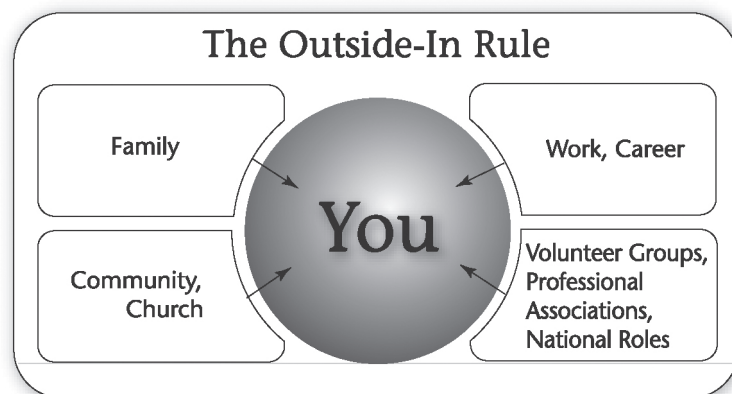 The Outside-In Rule
Family
Work, Career
You
Community,
Church
Volunteer Groups,
Professional
Associations,
National Roles